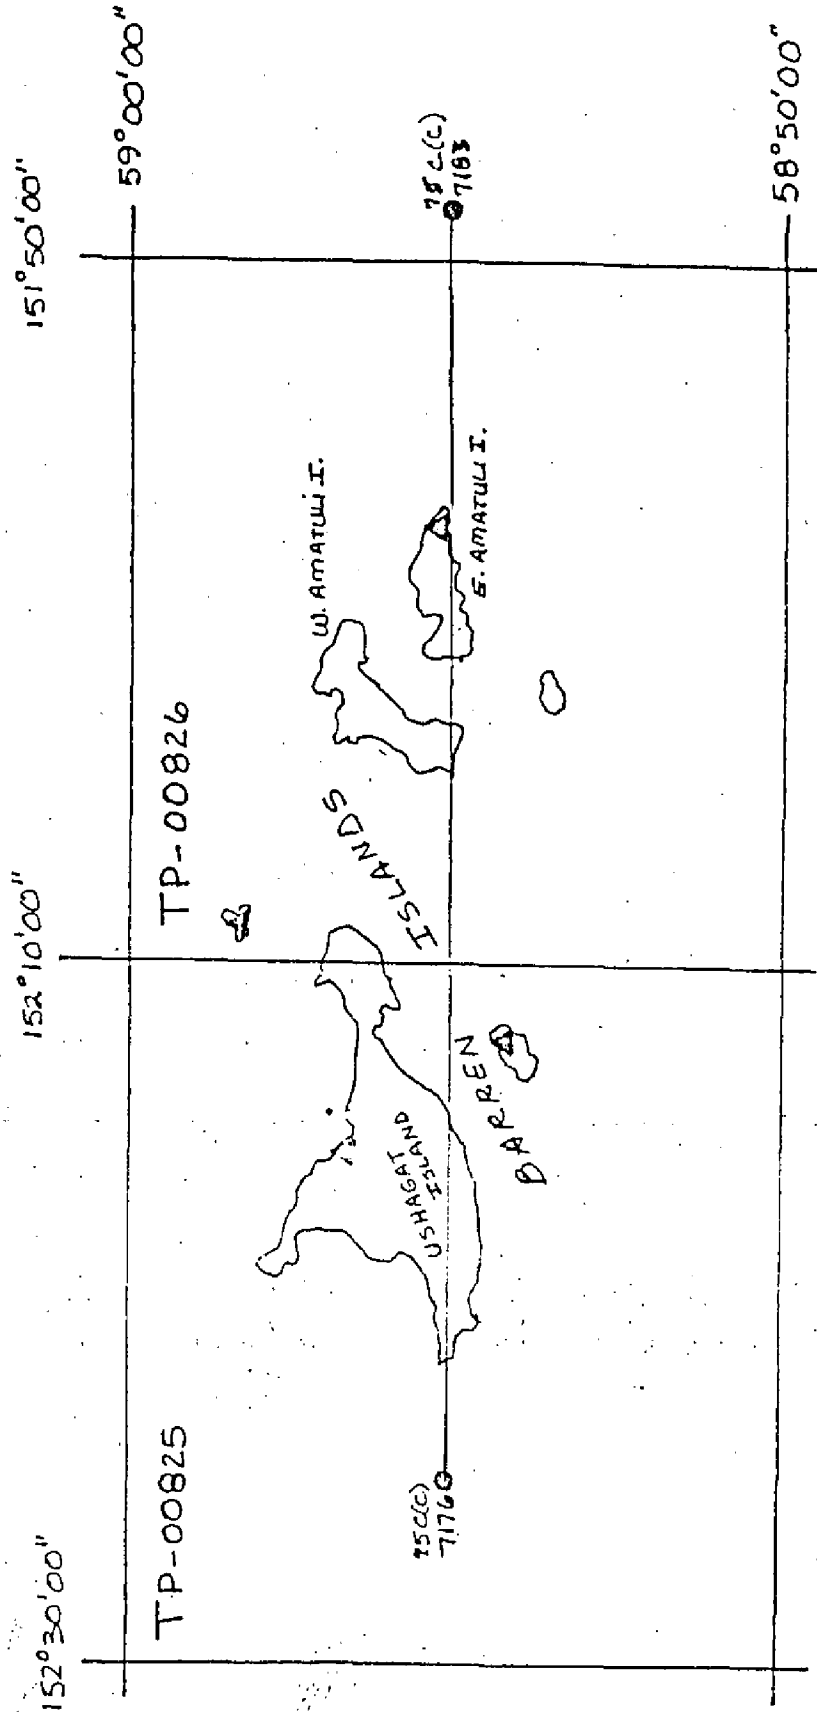 152°30'00"
152°10'00"
151°50'00"
59°00'00"
TP-00825
TP-00826
W. AMATULI I.
ISLANDS
75 C(C)
7183
E. AMATULI I.
USHAGAT
ISLAND
75 C(C)
7176
BARREN
58°50'00"